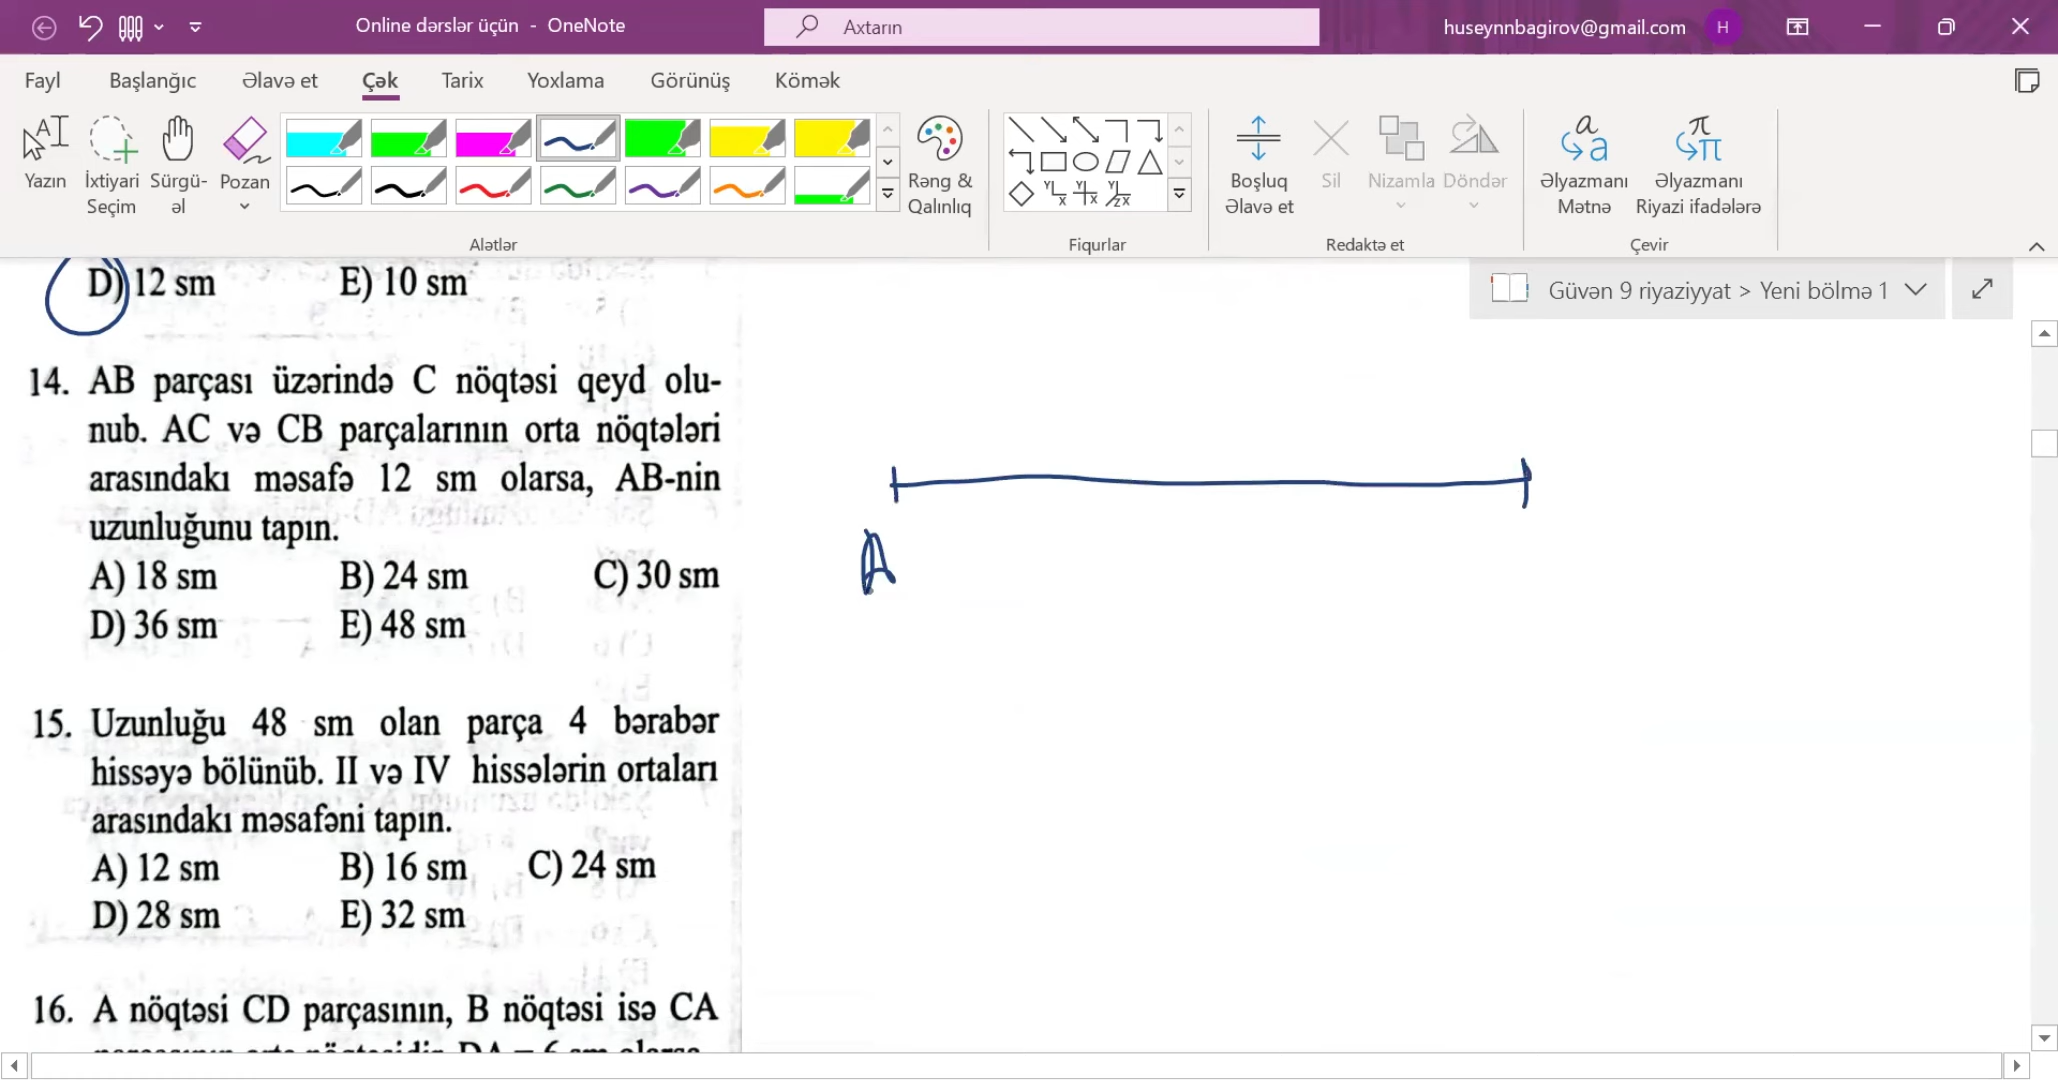 Online dərslər üçün - OneNote
Axtarın
huseynnbagirov@gmail.com
H
Fayl Başlanğıc Əlavə et Çək Tarix Yoxlama Görünüş Kömək
Yazın
İxtiyari Seçim
Sürgü-əl
Pozan
Rəng & Qalınlıq
Boşluq Əlavə et
Sil
Nizamla
Döndər
Əlyazmanı Mətnə
Əlyazmanı Riyazi ifadələrə
Alətlər
Fiqurlar
Redaktə et
Çevir
Güvən 9 riyaziyyat > Yeni bölmə 1
D) 12 sm E) 10 sm
14. AB parçası üzərində C nöqtəsi qeyd olu-
nub. AC və CB parçalarının orta nöqtələri
arasındakı məsafə 12 sm olarsa, AB-nin
uzunluğunu tapın.
A) 18 sm B) 24 sm C) 30 sm
D) 36 sm E) 48 sm
A
15. Uzunluğu 48 sm olan parça 4 bərabər
hissəyə bölünüb. II və IV hissələrin ortaları
arasındakı məsafəni tapın.
A) 12 sm B) 16 sm C) 24 sm
D) 28 sm E) 32 sm
16. A nöqtəsi CD parçasının, B nöqtəsi isə CA